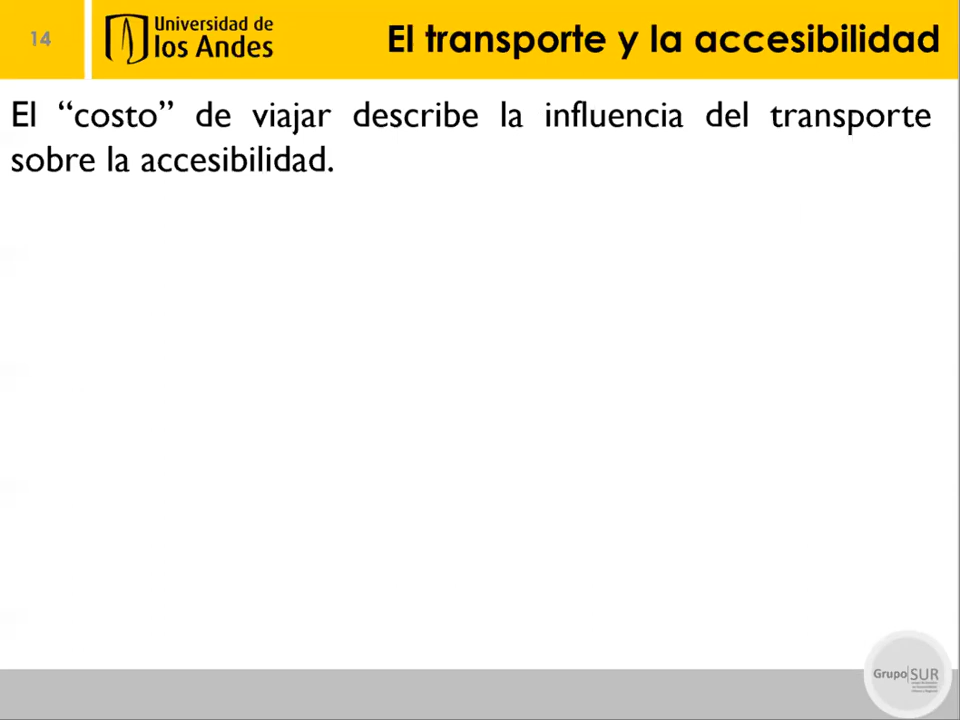 14
Universidad de
los Andes
El transporte y la accesibilidad
El “costo” de viajar describe la influencia del transporte
sobre la accesibilidad.
Grupo SUR